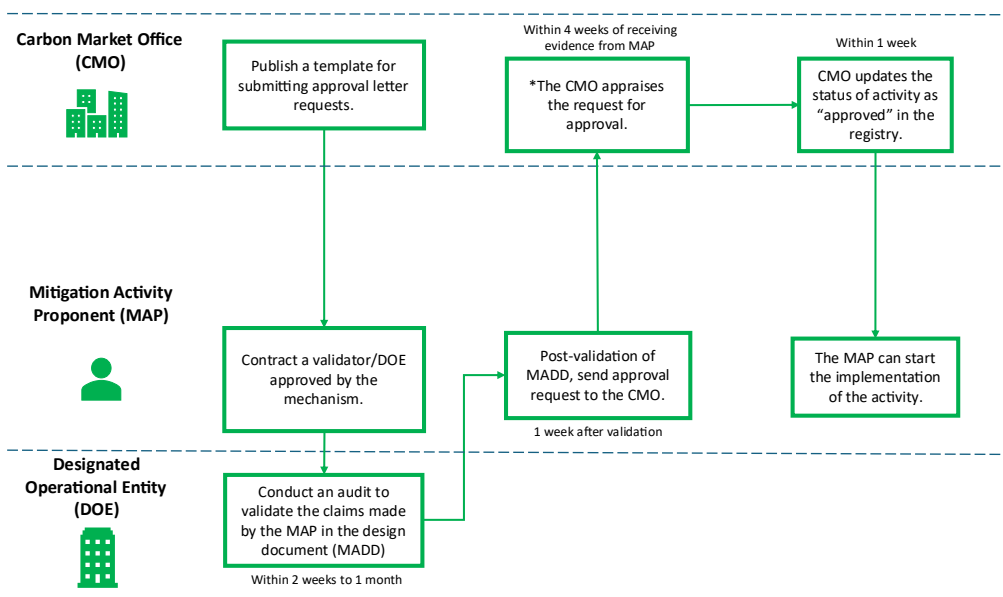 Carbon Market Office
(CMO)
Publish a template for
submitting approval letter
requests.
Within 4 weeks of receiving
evidence from MAP
*The CMO appraises
the request for
approval.
Within 1 week
CMO updates the
status of activity as
“approved” in the
registry.
Mitigation Activity
Proponent (MAP)
Contract a validator/DOE
approved by the
mechanism.
Post-validation of
MADD, send approval
request to the CMO.
1 week after validation
The MAP can start
the implementation
of the activity.
Designated
Operational Entity
(DOE)
Conduct an audit to
validate the claims made
by the MAP in the design
document (MADD)
Within 2 weeks to 1 month